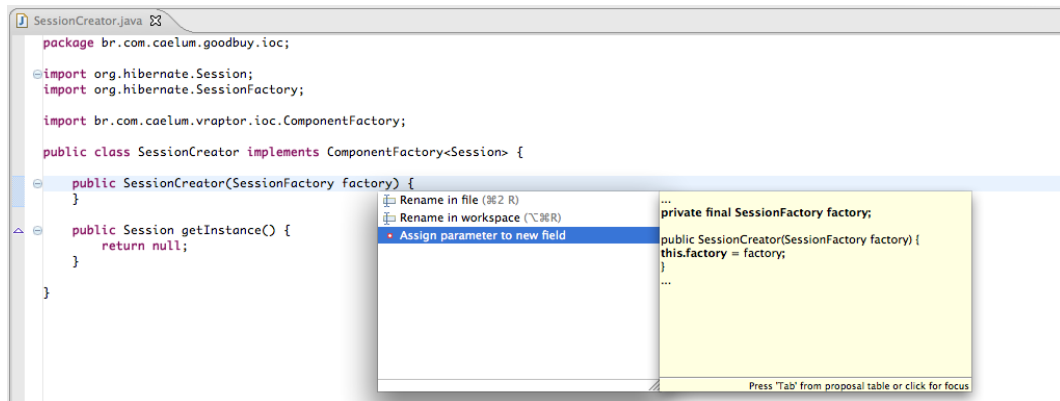 SessionCreator.java
package br.com.caelum.goodbuy.ioc;
import org.hibernate.Session;
import org.hibernate.SessionFactory;
import br.com.caelum.vraptor.ioc.ComponentFactory;
public class SessionCreator implements ComponentFactory<Session> {
public SessionCreator(SessionFactory factory) {
}
public Session getInstance() {
return null;
}
}
Rename in file (⌘2 R)
Rename in workspace (⌥⌘R)
Assign parameter to new field
...
private final SessionFactory factory;
public SessionCreator(SessionFactory factory) {
this.factory = factory;
}
...
Press 'Tab' from proposal table or click for focus